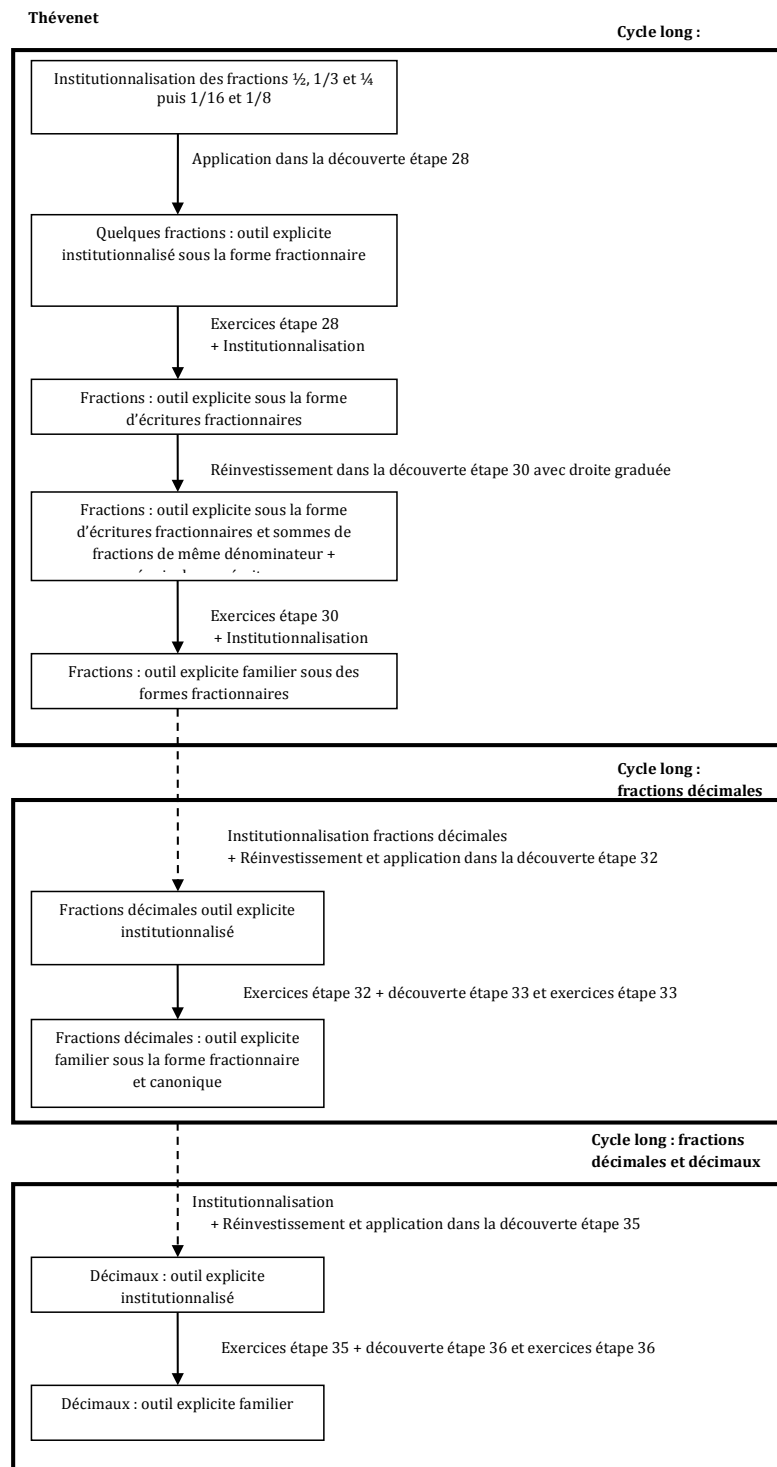 Thévenet
Cycle long :
Institutionnalisation des fractions ½, 1/3 et ¼
puis 1/16 et 1/8
Application dans la découverte étape 28
Quelques fractions : outil explicite
institutionnalisé sous la forme fractionnaire
Exercices étape 28
+ Institutionnalisation
Fractions : outil explicite sous la forme
d'écritures fractionnaires
Réinvestissement dans la découverte étape 30 avec droite graduée
Fractions : outil explicite sous la forme
d'écritures fractionnaires et sommes de
fractions de même dénominateur +
Exercices étape 30
+ Institutionnalisation
Fractions : outil explicite familier sous des
formes fractionnaires
Cycle long :
fractions décimales
Institutionnalisation fractions décimales
+ Réinvestissement et application dans la découverte étape 32
Fractions décimales outil explicite
institutionnalisé
Exercices étape 32 + découverte étape 33 et exercices étape 33
Fractions décimales : outil explicite
familier sous la forme fractionnaire
et canonique
Cycle long : fractions
décimales et décimaux
Institutionnalisation
+ Réinvestissement et application dans la découverte étape 35
Décimaux : outil explicite
institutionnalisé
Exercices étape 35 + découverte étape 36 et exercices étape 36
Décimaux : outil explicite familier